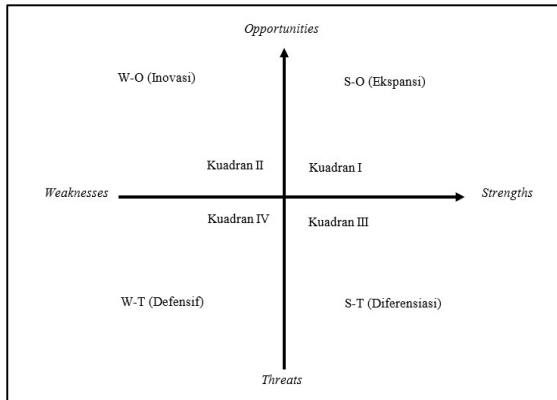 Opportunities
W-O (Inovasi)
S-O (Ekspansi)
Kuadran II
Kuadran I
Weaknesses
Strengths
Kuadran IV
Kuadran III
W-T (Defensif)
S-T (Diferensiasi)
Threats